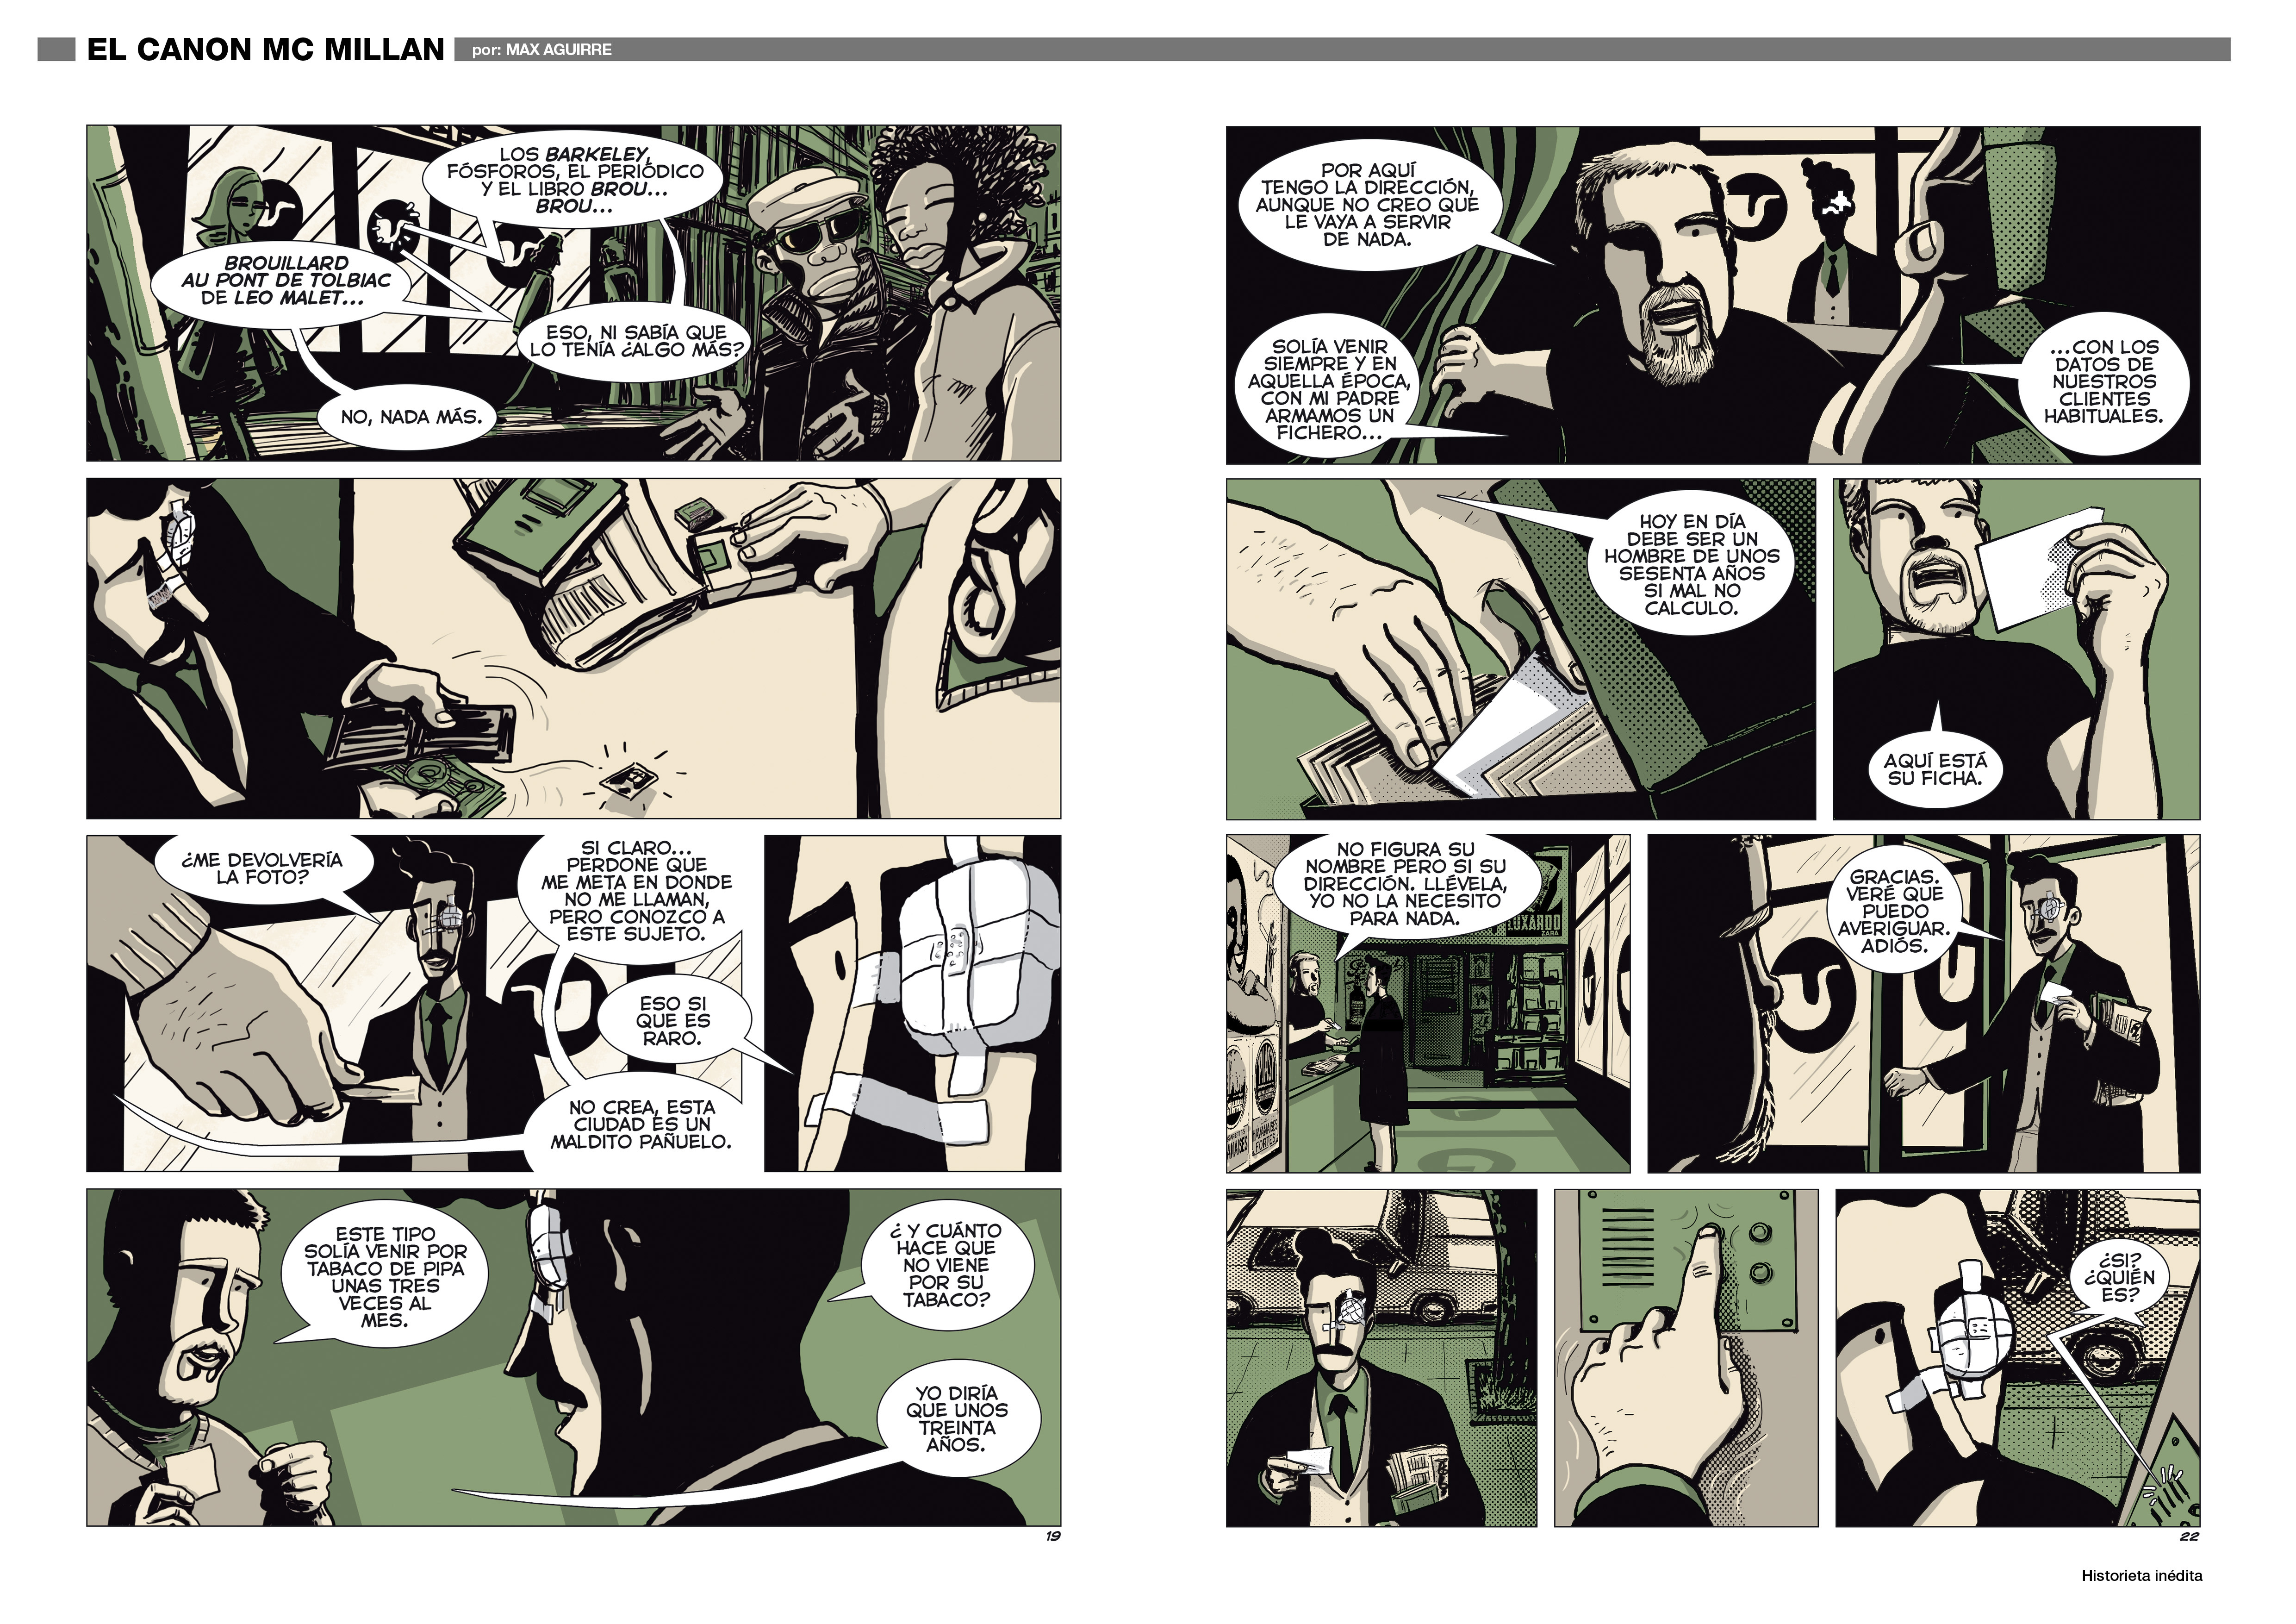 EL CANON MC MILLAN
por: MAX AGUIRRE
LOS BARKELEY,
FÓSFOROS, EL PERIÓDICO
Y EL LIBRO BROU...
BROU...
BROUILLARD
AU PONT DE TOLBIAC
DE LEO MALET...
ESO, NI SABÍA QUE
LO TENÍA ¿ALGO MÁS?
NO, NADA MÁS.
¿ME DEVOLVERÍA
LA FOTO?
SI CLARO...
PERDONE QUE
ME META EN DONDE
NO ME LLAMAN,
PERO CONOZCO A
ESTE SUJETO.
ESO SI
QUE ES
RARO.
NO CREA, ESTA
CIUDAD ES UN
MALDITO PAÑUELO.
ESTE TIPO
SOLÍA VENIR POR
TABACO DE PIPA
UNAS TRES
VECES AL
MES.
¿ Y CUÁNTO
HACE QUE
NO VIENE
POR SU
TABACO?
YO DIRÍA
QUE UNOS
TREINTA
AÑOS.
19
POR AQUÍ
TENGO LA DIRECCIÓN,
AUNQUE NO CREO QUE
LE VAYA A SERVIR
DE NADA.
SOLÍA VENIR
SIEMPRE Y EN
AQUELLA ÉPOCA,
CON MI PADRE
ARMAMOS UN
FICHERO...
...CON LOS
DATOS DE
NUESTROS
CLIENTES
HABITUALES.
HOY EN DÍA
DEBE SER UN
HOMBRE DE UNOS
SESENTA AÑOS
SI MAL NO
CALCULO.
AQUÍ ESTÁ
SU FICHA.
NO FIGURA SU
NOMBRE PERO SI SU
DIRECCIÓN. LLÉVELA,
YO NO LA NECESITO
PARA NADA.
LUXARDO
ZARA
GRACIAS.
VERÉ QUE
PUEDO
AVERIGUAR.
ADIÓS.
¿SI?
¿QUIÉN
ES?
22
Historieta inédita